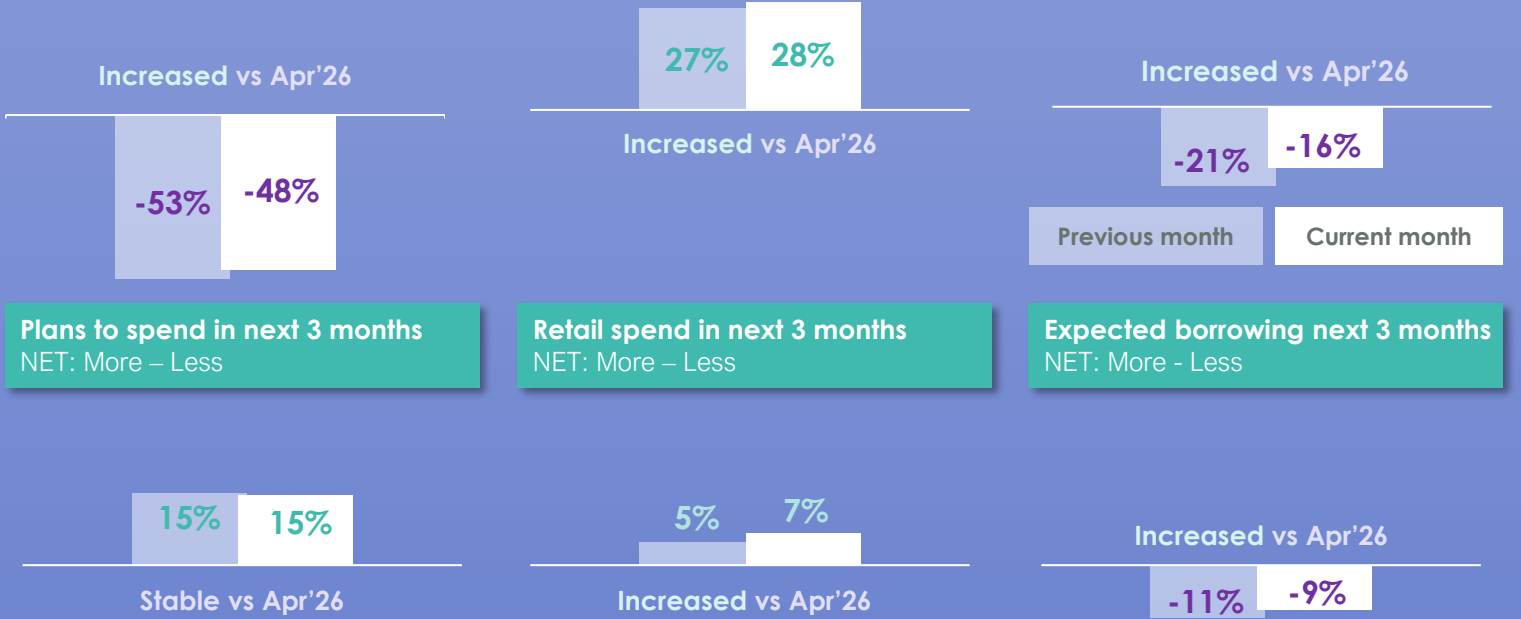 Increased vs Apr’26
-53%
-48%
27%
28%
Increased vs Apr’26
Increased vs Apr’26
-21%
-16%
Previous month
Current month
Plans to spend in next 3 months
NET: More – Less
Retail spend in next 3 months
NET: More – Less
Expected borrowing next 3 months
NET: More - Less
15%
15%
Stable vs Apr’26
5%
7%
Increased vs Apr’26
Increased vs Apr’26
-11%
-9%